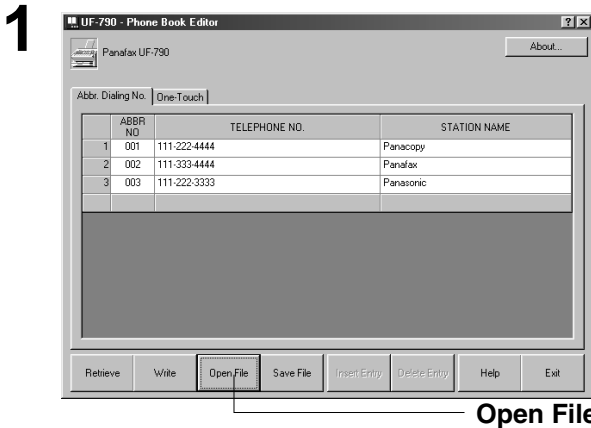 1
UF-790 - Phone Book Editor
Panafax UF-790
About...
Abbr. Dialing No. One-Touch
ABBR NO TELEPHONE NO. STATION NAME
1 001 111-222-4444 Panacopy
2 002 111-333-4444 Panafax
3 003 111-222-3333 Panasonic
Retrieve Write Open File Save File Insert Entry Delete Entry Help Exit
Open File